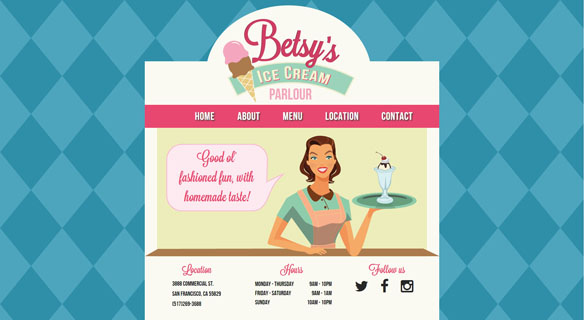 Betsy's
ICE CREAM
PARLOUR
HOME ABOUT MENU LOCATION CONTACT
Good ol'
fashioned fun, with
homemade taste!
Location
3088 COMMERCIAL ST.
SAN FRANCISCO, CA 55629
(517)289-3688
Hours
MONDAY - THURSDAY 9AM - 10PM
FRIDAY - SATURDAY 9AM - 1AM
SUNDAY 10AM - 10PM
Follow us